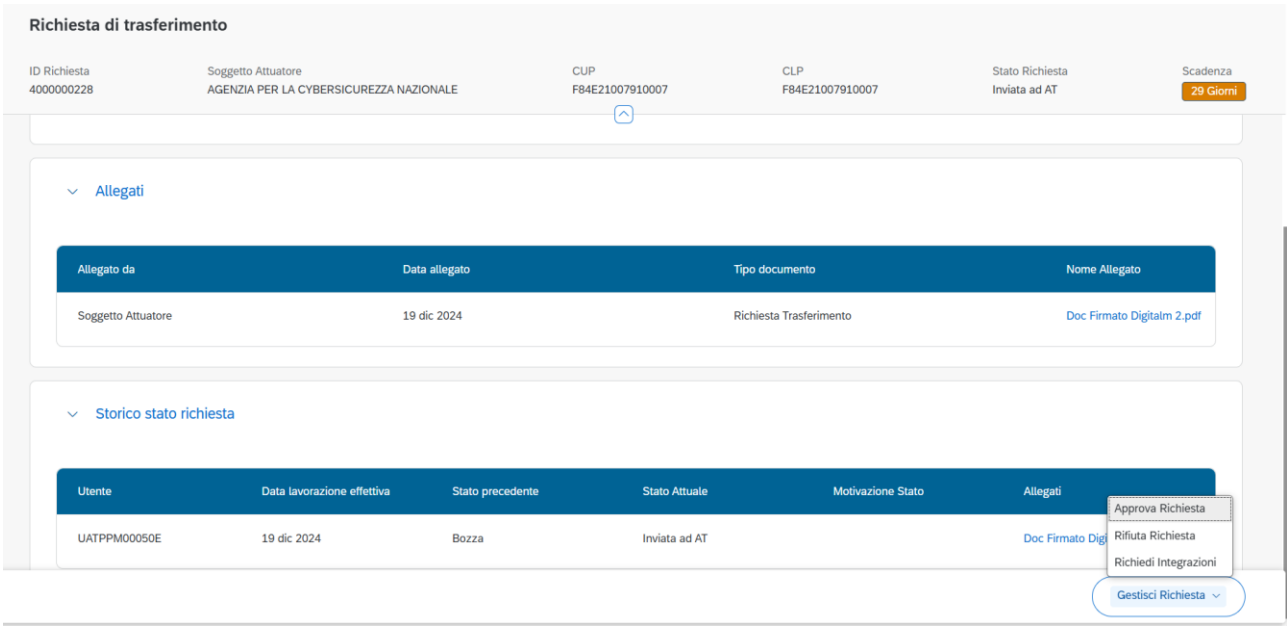 Richiesta di trasferimento
ID Richiesta Soggetto Attuatore CUP CLP Stato Richiesta Scadenza
4000000228 AGENZIA PER LA CYBERSICUREZZA NAZIONALE F84E21007910007 F84E21007910007 Inviata ad AT 29 Giorni
Allegati
Allegato da Data allegato Tipo documento Nome Allegato
Soggetto Attuatore 19 dic 2024 Richiesta Trasferimento Doc Firmato Digitalm 2.pdf
Storico stato richiesta
Utente Data lavorazione effettiva Stato precedente Stato Attuale Motivazione Stato Allegati
UATPPM00050E 19 dic 2024 Bozza Inviata ad AT Doc Firmato Digi
Approva Richiesta
Rifiuta Richiesta
Richiedi Integrazioni
Gestisci Richiesta